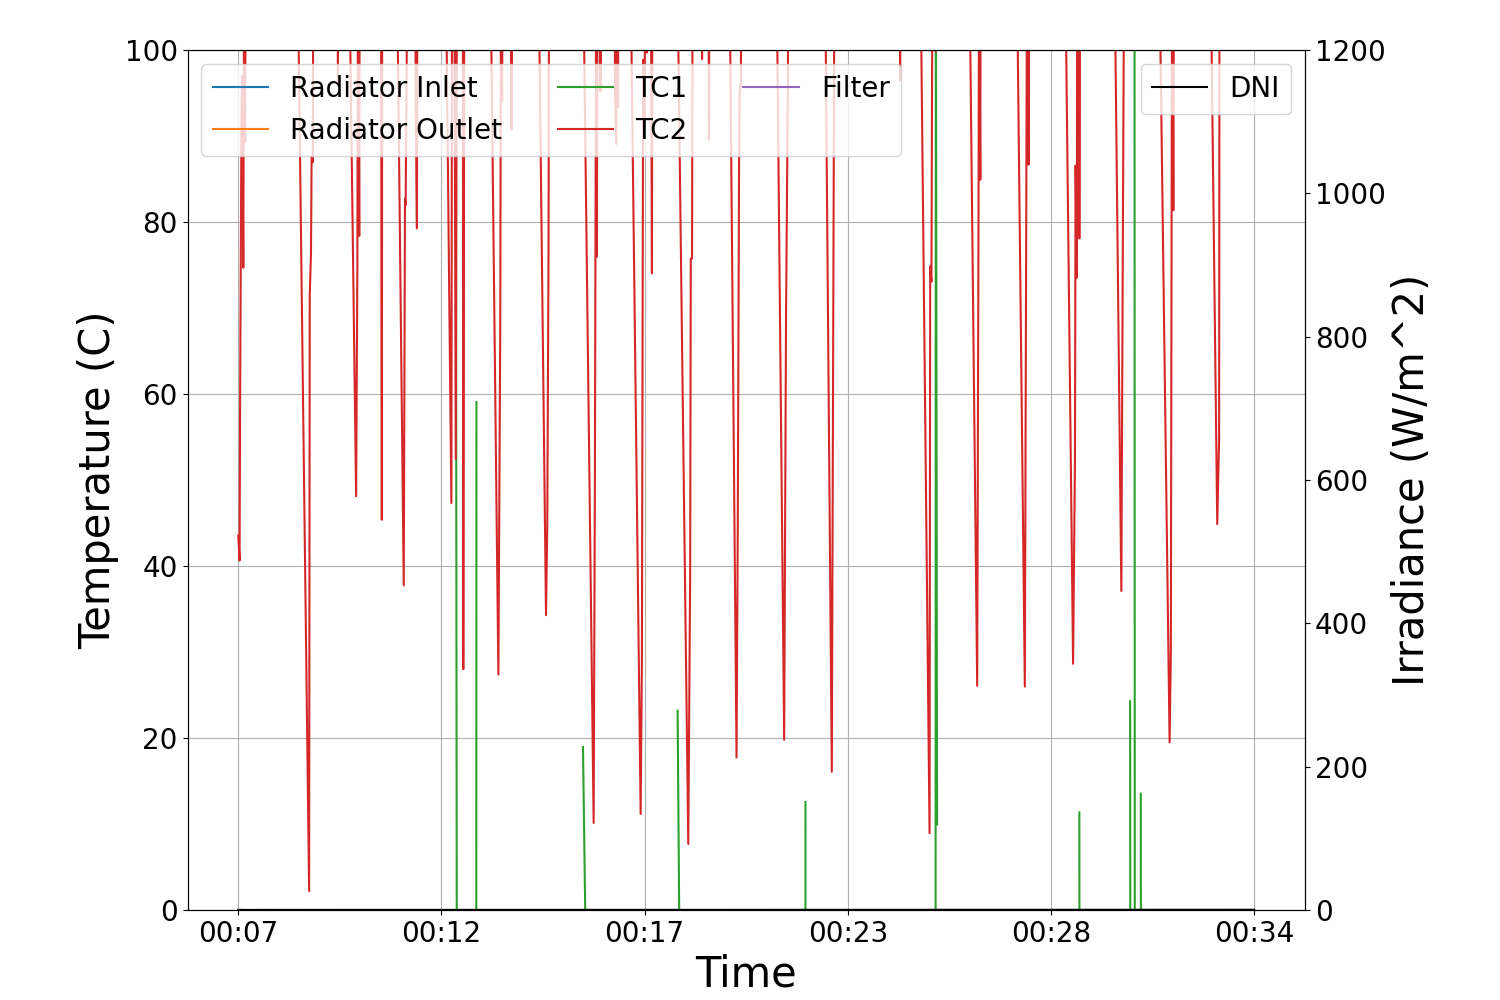 100
80
60
40
20
0
1200
1000
800
600
400
200
0
Radiator Inlet
Radiator Outlet
TC1
TC2
Filter
DNI
Temperature (C)
Irradiance (W/m^2)
00:07 00:12 00:17 00:23 00:28 00:34
Time